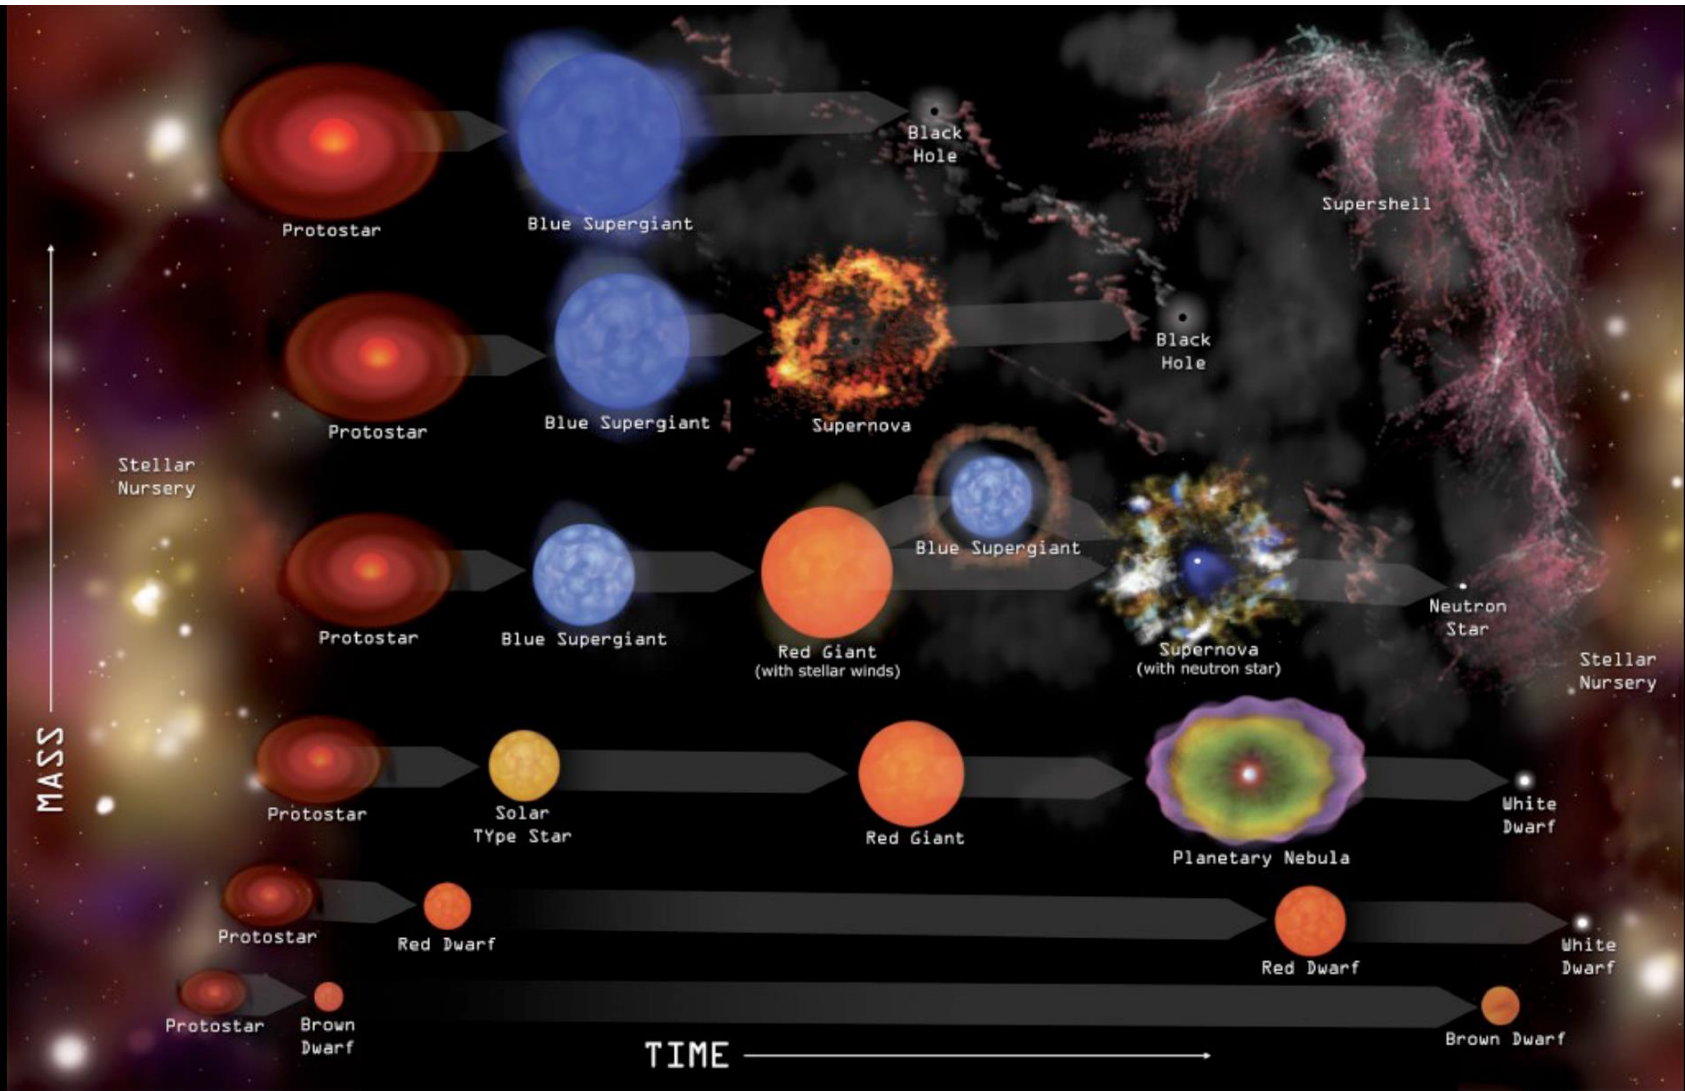 Protostar
Blue Supergiant
Black
Hole
Supershell
Protostar
Blue Supergiant
Supernova
Black
Hole
Stellar
Nursery
Protostar
Blue Supergiant
Red Giant
(with stellar winds)
Blue Supergiant
Supernova
(with neutron star)
Neutron
Star
Stellar
Nursery
MASS
Protostar
Solar
TYpe Star
Red Giant
Planetary Nebula
White
Dwarf
Protostar
Red Dwarf
Red Dwarf
White
Dwarf
Protostar
Brown
Dwarf
Brown Dwarf
TIME